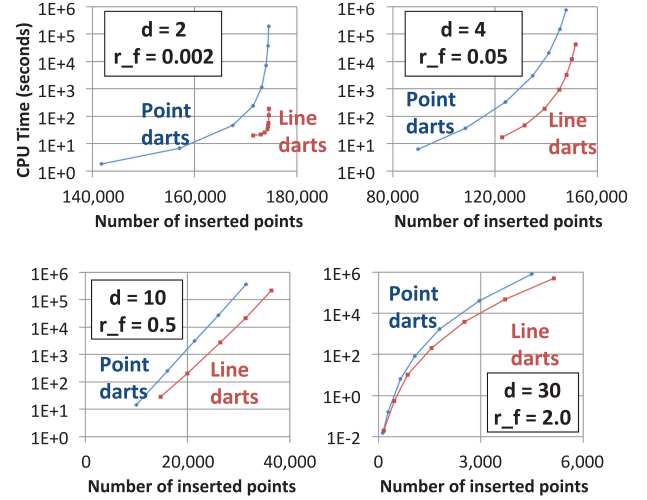 CPU Time (seconds)
1E+6
1E+5
1E+4
1E+3
1E+2
1E+1
1E+0
d = 2
r_f = 0.002
Point
darts
Line
darts
140,000 160,000 180,000
Number of inserted points
1E+6
1E+5
1E+4
1E+3
1E+2
1E+1
1E+0
d = 4
r_f = 0.05
Point
darts
Line
darts
80,000 120,000 160,000
Number of inserted points
1E+6
1E+5
1E+4
1E+3
1E+2
1E+1
1E+0
d = 10
r_f = 0.5
Point
darts
Line
darts
0 20,000 40,000
Number of inserted points
1E+6
1E+4
1E+2
1E+0
1E-2
Point
darts
Line
darts
d = 30
r_f = 2.0
0 3,000 6,000
Number of inserted points